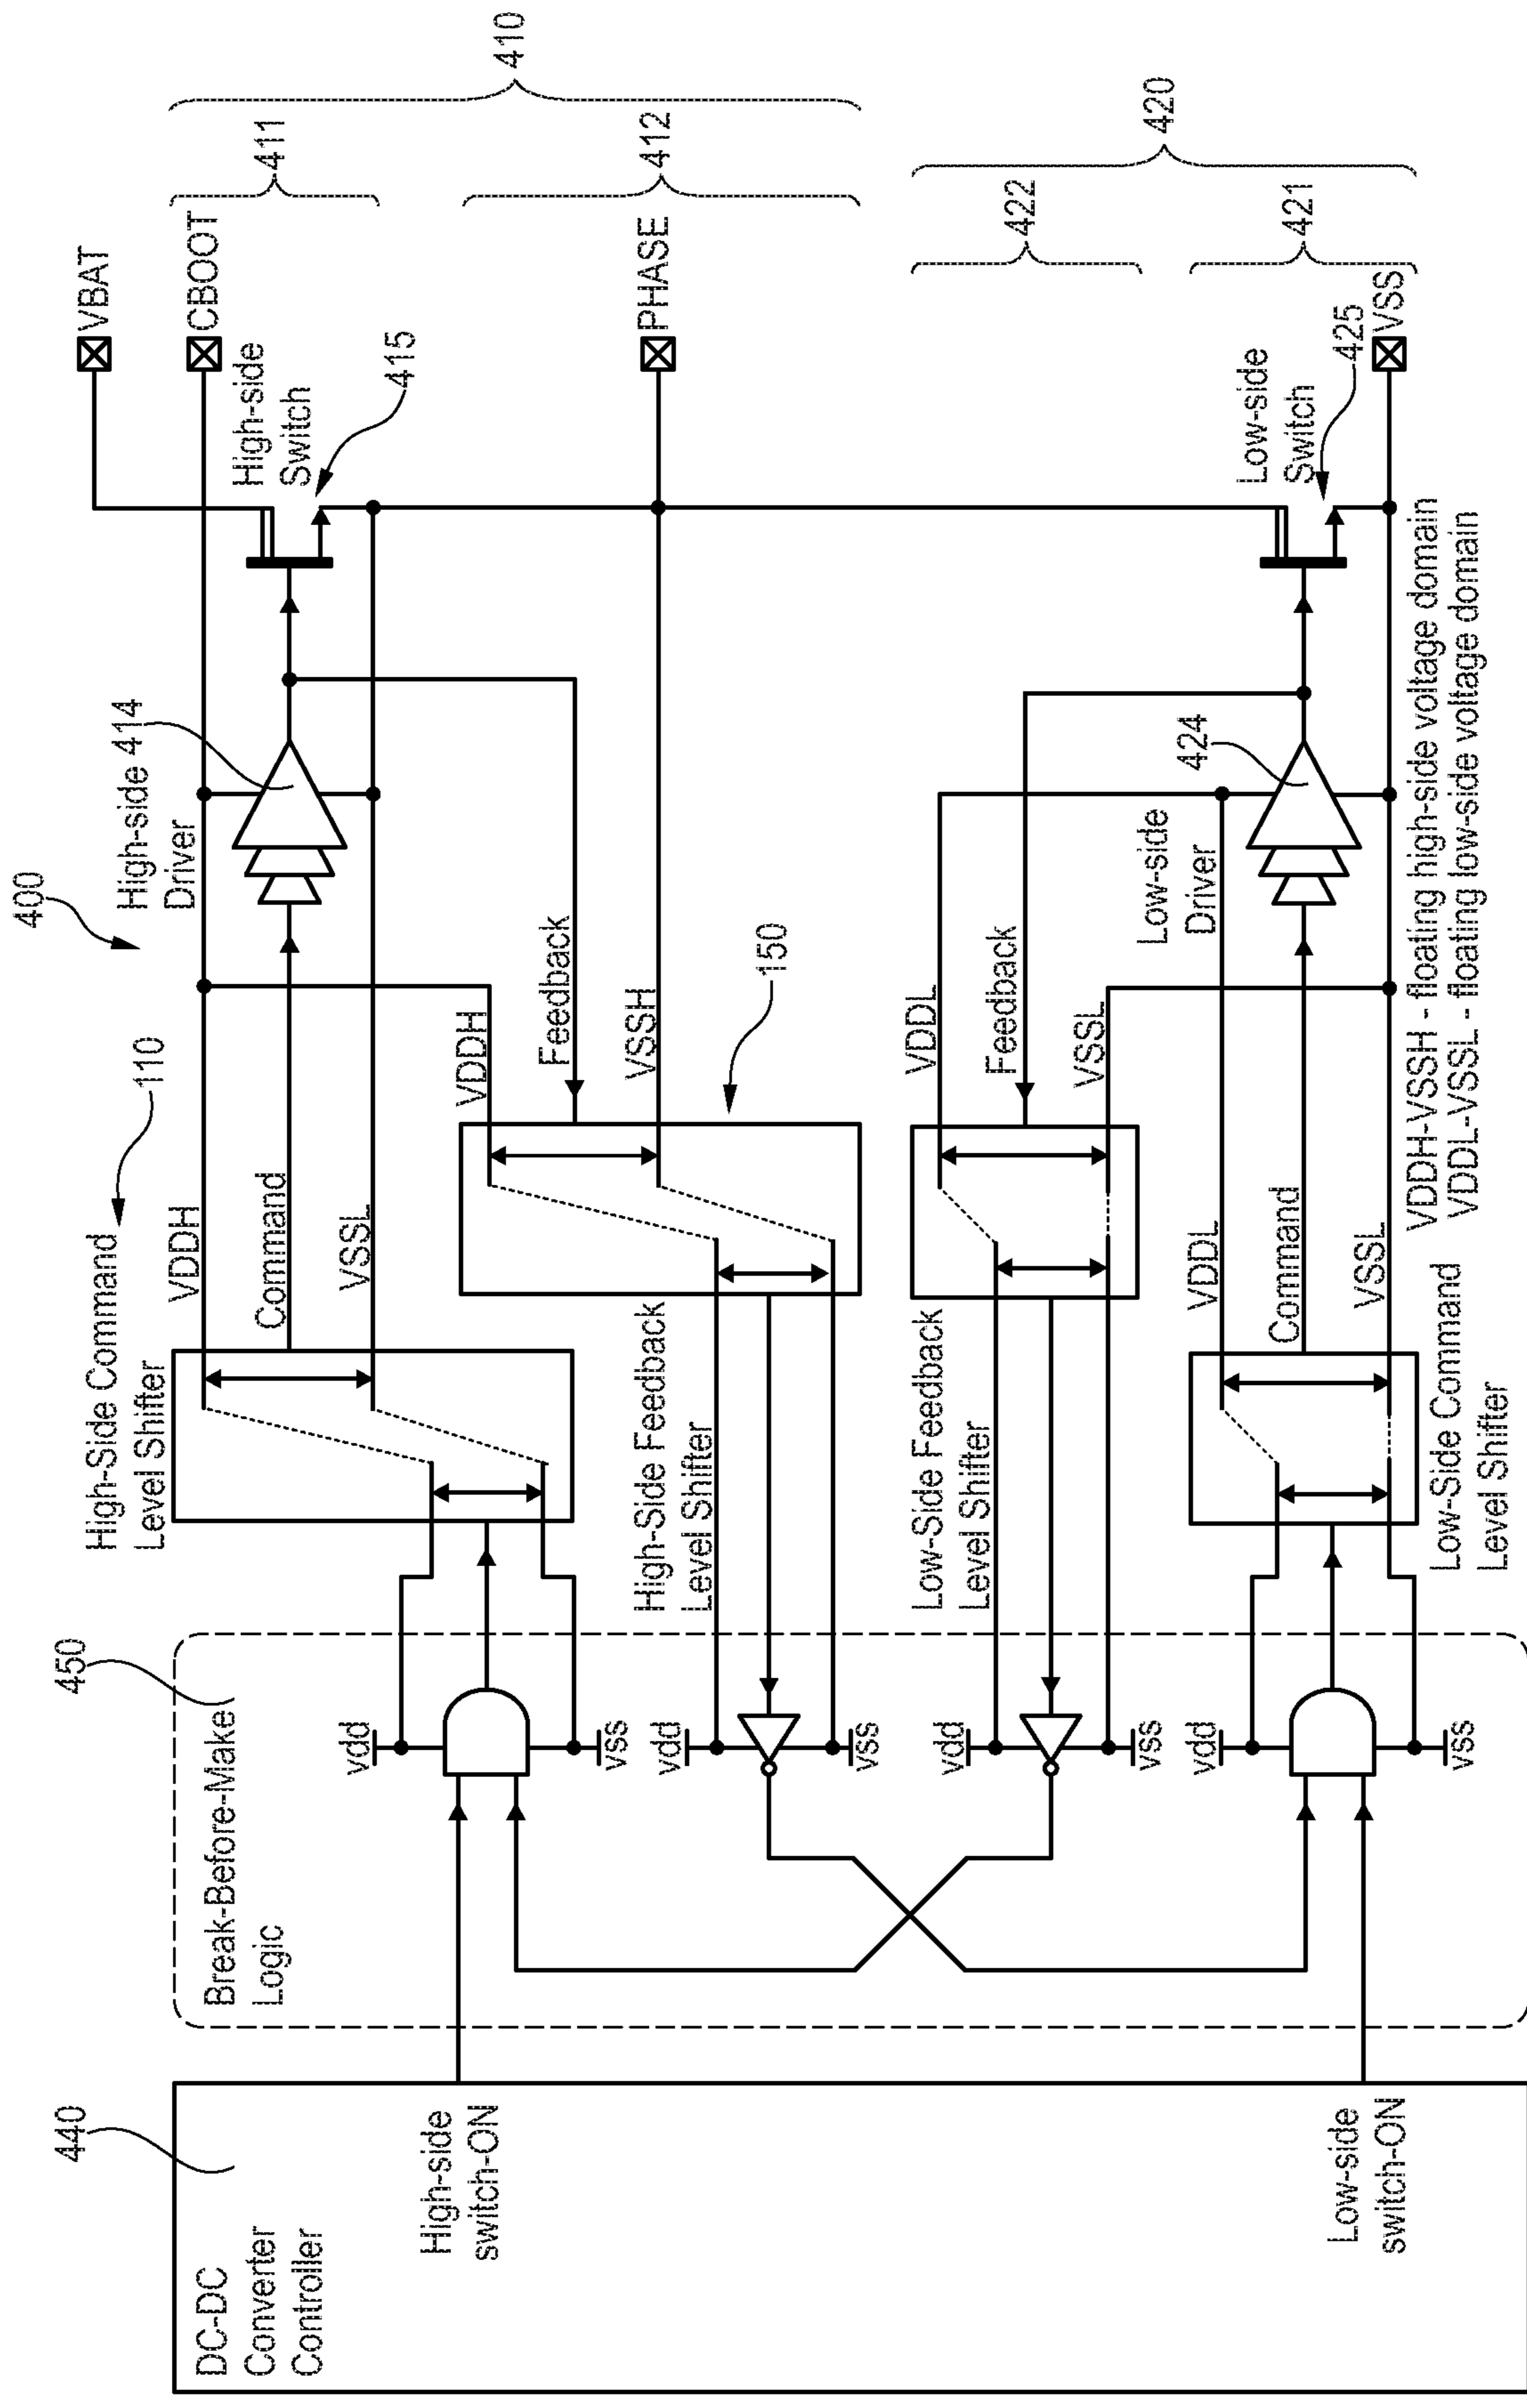 400
440
DC-DC
Converter
Controller
High-side
switch-ON
Low-side
switch-ON
450
Break-Before-Make
Logic
vdd
vss
vdd
vss
vdd
vss
vdd
vss
High-Side Command
Level Shifter
110
VDDH
Command
VSSL
High-Side Feedback
Level Shifter
VDDH
Feedback
VSSH
150
Low-Side Feedback
Level Shifter
VDDL
Feedback
VSSL
Low-Side Command
Level Shifter
VDDL
Command
VSSL
High-side
Driver
414
Low-side
Driver
424
High-side
Switch
415
Low-side
Switch
425
VBAT
CBOOT
PHASE
VSS
411
412
410
422
421
420
VDDH-VSSH - floating high-side voltage domain
VDDL-VSSL - floating low-side voltage domain